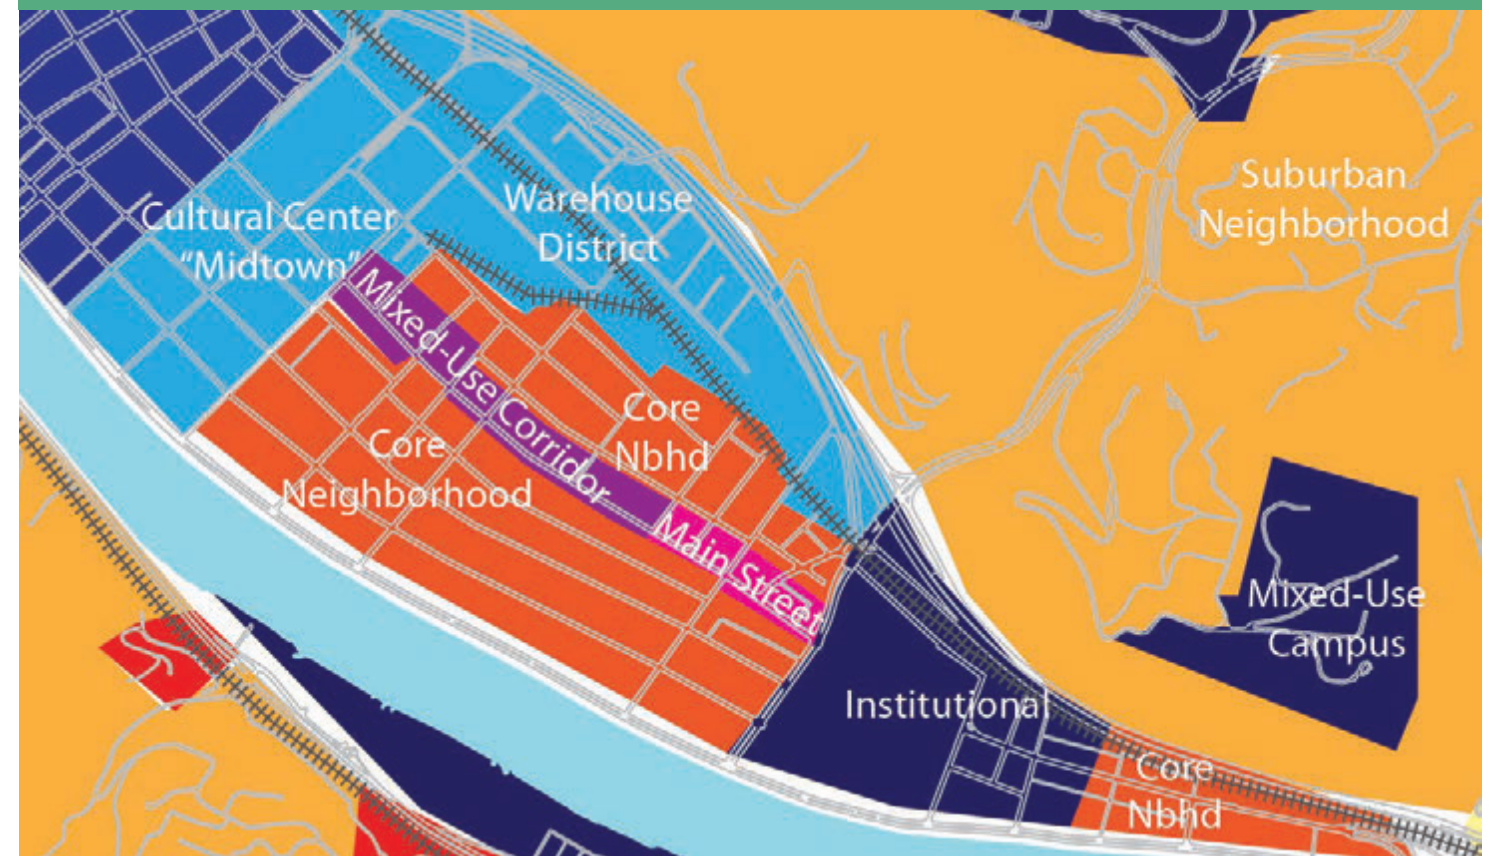 Suburban
Neighborhood
Warehouse
District
Cultural Center
“Midtown”
Mixed-Use Corridor
Core
Nbhd
Core
Neighborhood
Main Street
Mixed-Use
Campus
Institutional
Core
Nbhd